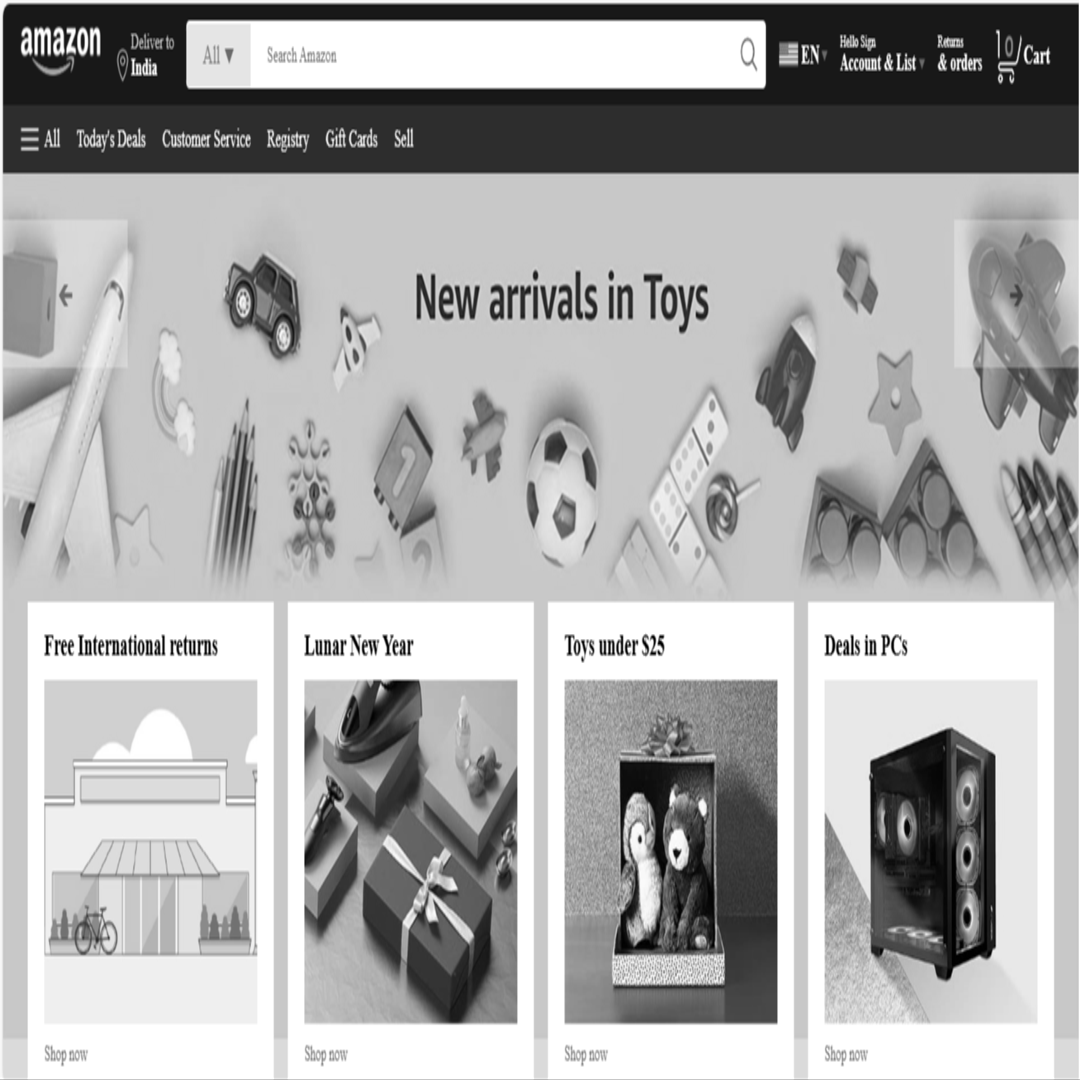 amazon
Deliver to
India
All ▼
Search Amazon
EN
Hello Sign
Account & List
Returns
& orders
0
Cart
All
Today's Deals
Customer Service
Registry
Gift Cards
Sell
New arrivals in Toys
1
2
Free International returns
Lunar New Year
Toys under $25
Deals in PCs
Shop now
Shop now
Shop now
Shop now